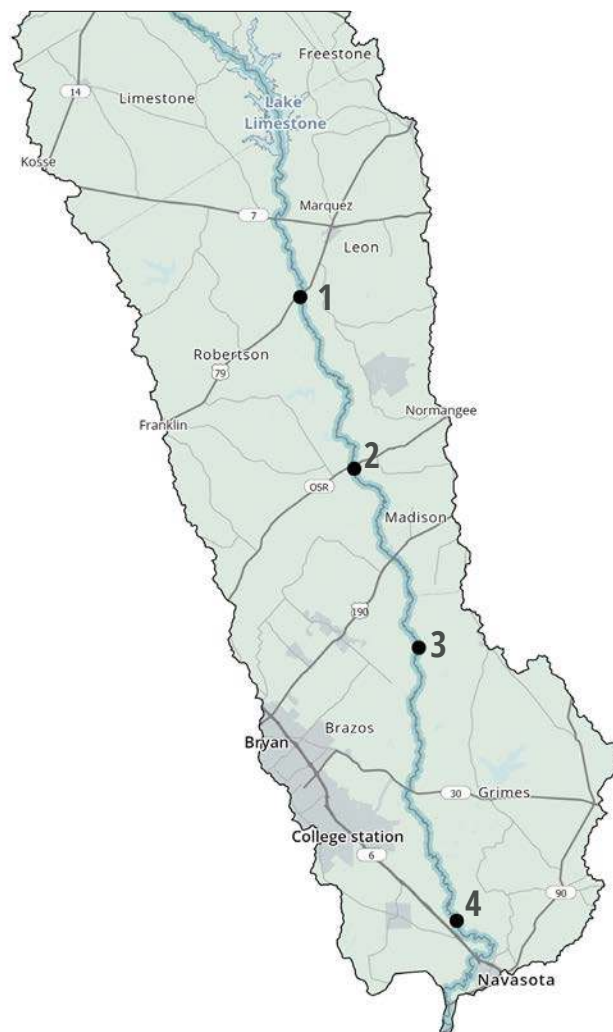 Freestone
14
Limestone
Lake
Limestone
Kosse
Marquez
7
Leon
1
Robertson
79
Normangee
Franklin
2
OSR
Madison
190
3
Brazos
Bryan
30
Grimes
College station
6
90
4
Navasota